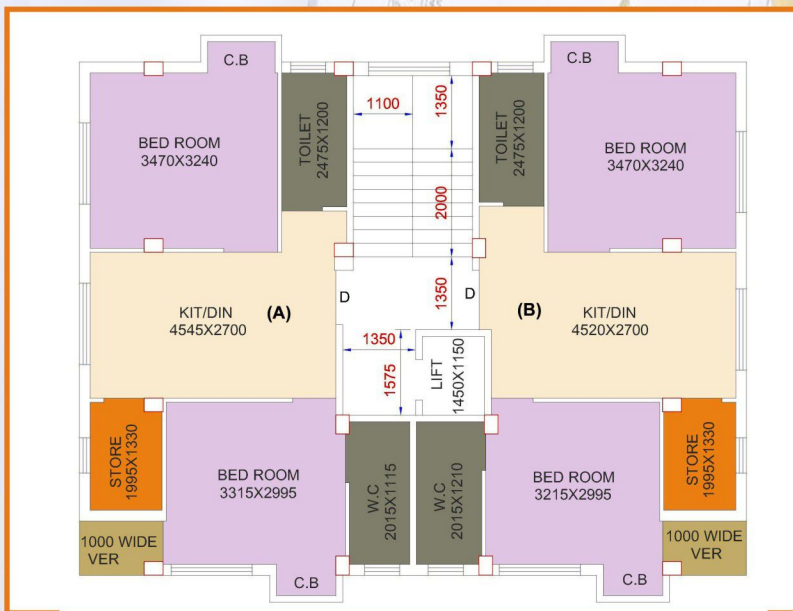 C.B
C.B
BED ROOM
3470X3240
TOILET
2475X1200
1100
1350
2000
TOILET
2475X1200
BED ROOM
3470X3240
KIT/DIN
4545X2700
(A)
D
1350
D
(B)
KIT/DIN
4520X2700
1350
1575
LIFT
1450X1150
STORE
1995X1330
BED ROOM
3315X2995
W.C
2015X1115
W.C
2015X1210
BED ROOM
3215X2995
STORE
1995X1330
1000 WIDE
VER
1000 WIDE
VER
C.B
C.B